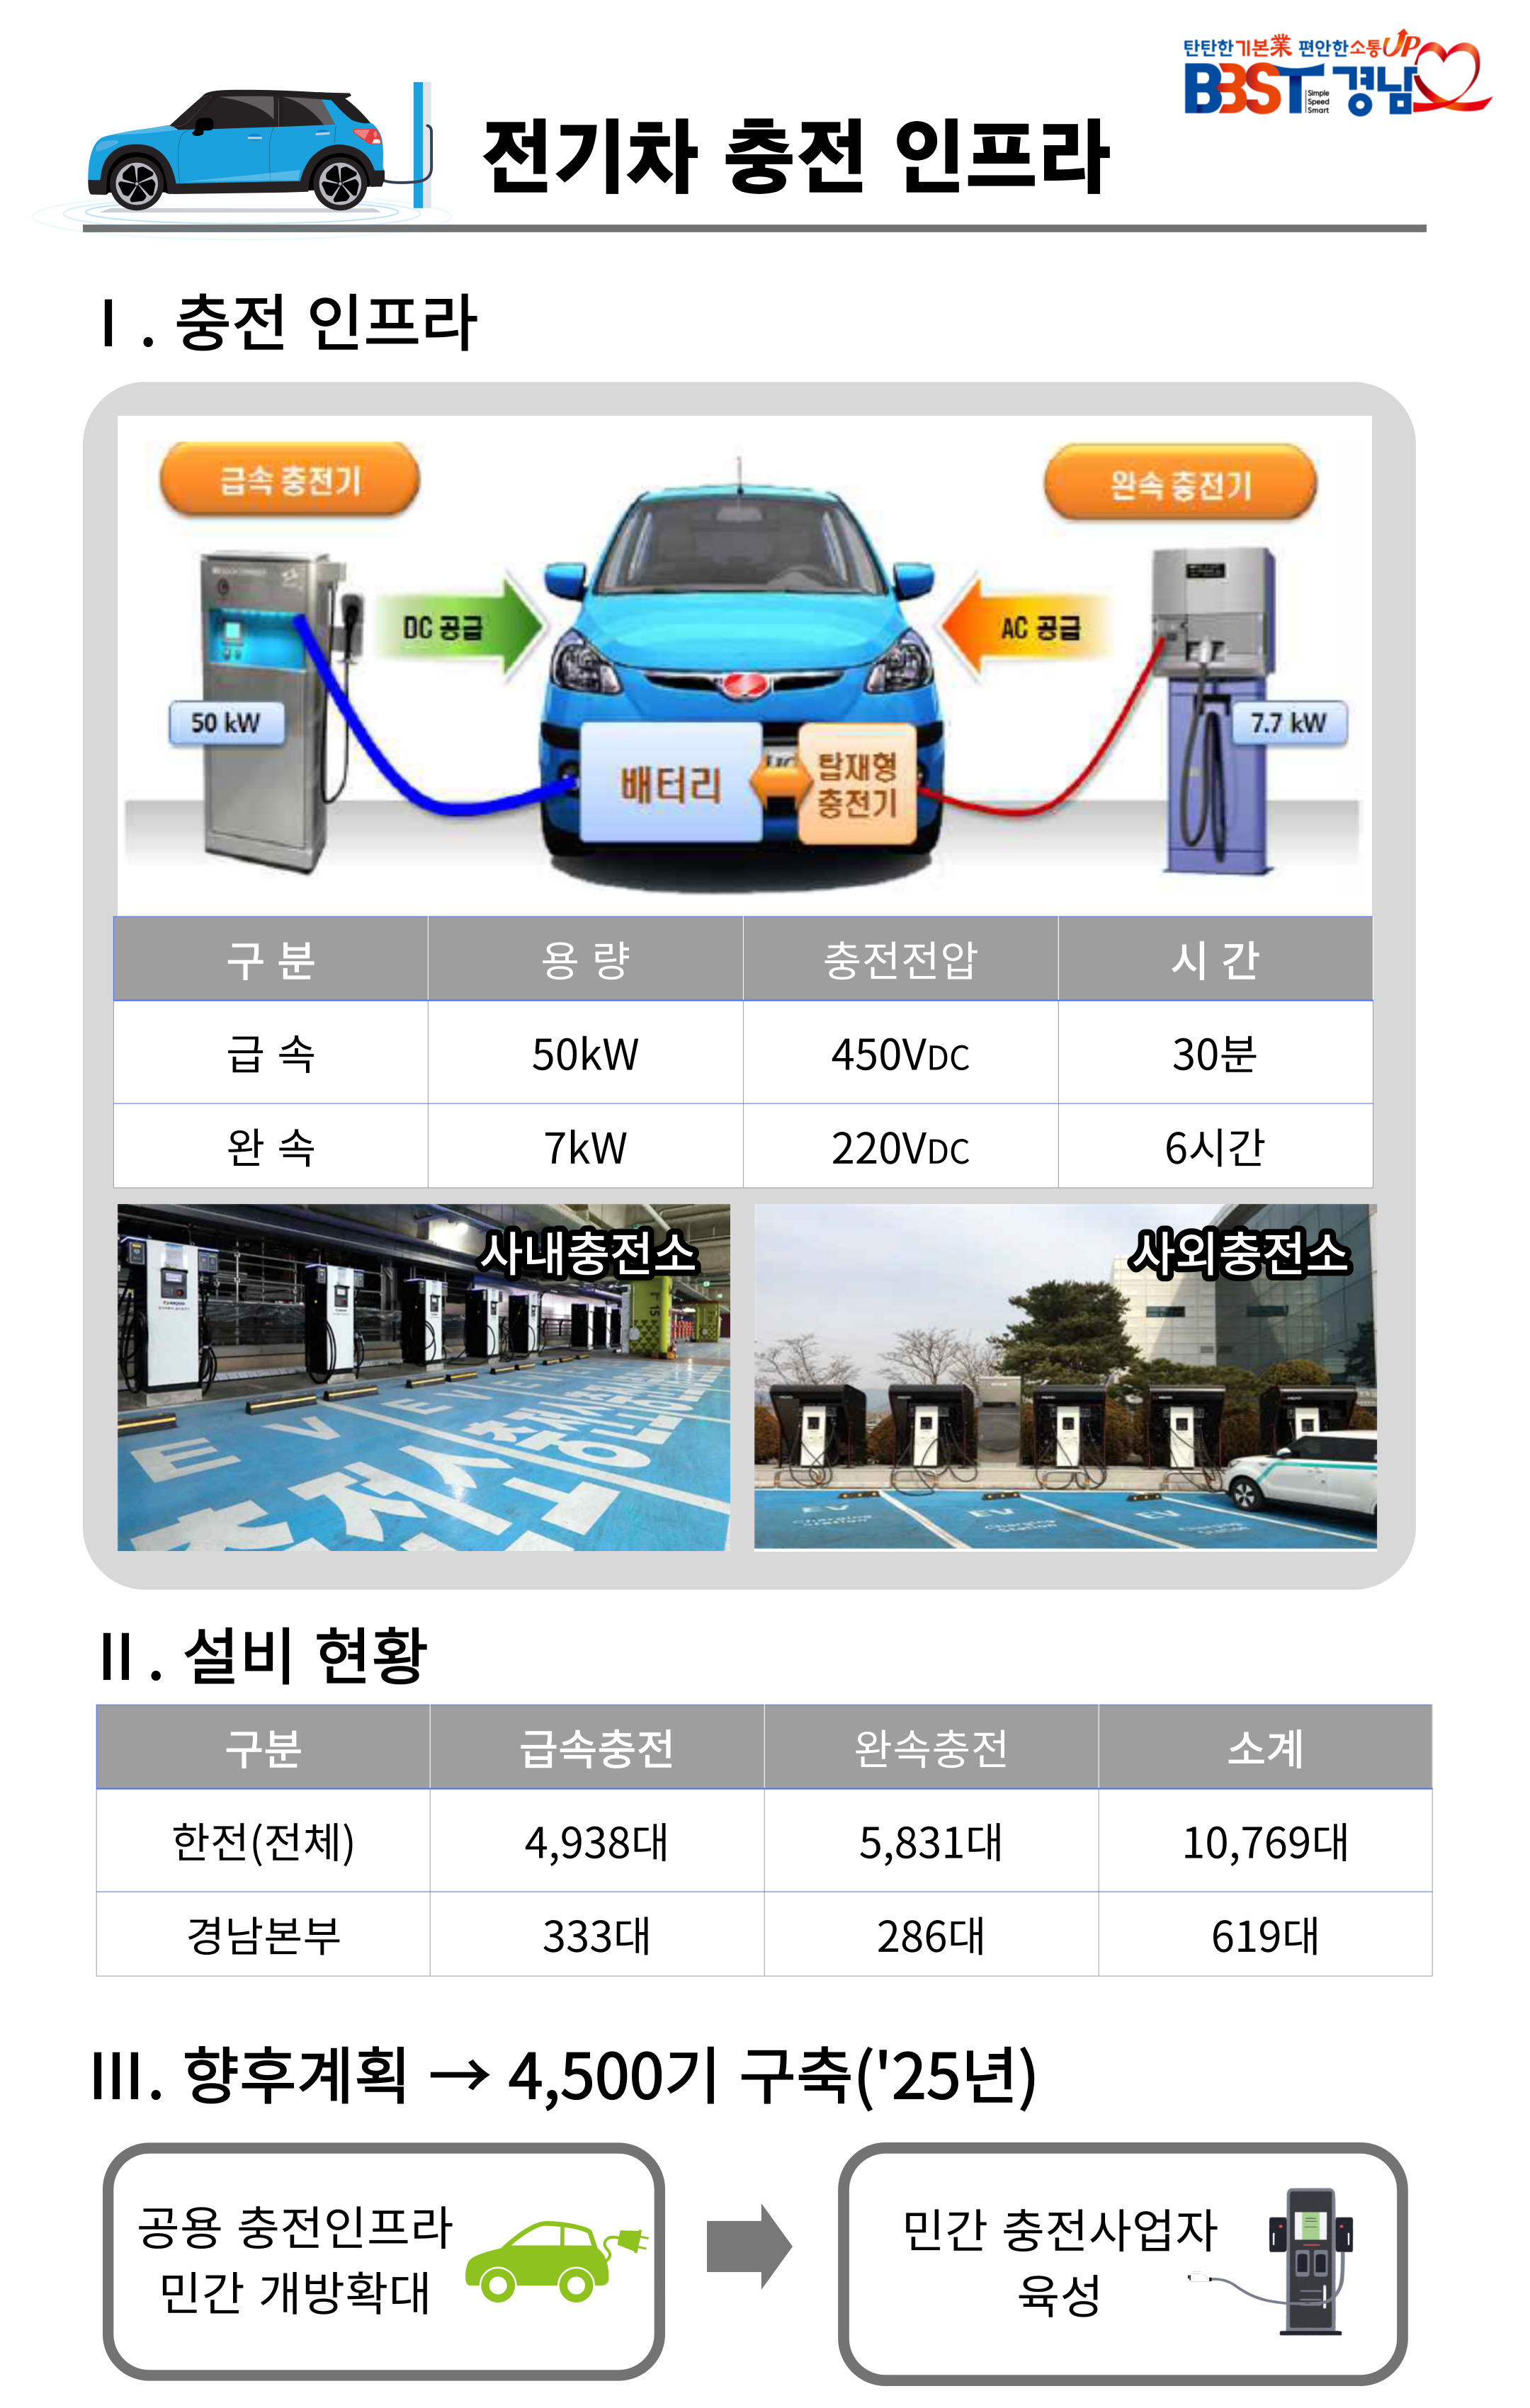 탄탄한기본業 편안한소통UP
BBST Simple Speed Smart 경남
전기차 충전 인프라
Ⅰ. 충전 인프라
급속 충전기
완속 충전기
DC 공급
AC 공급
50 kW
7.7 kW
배터리
탑재형
충전기
구 분 용 량 충전전압 시 간
급 속 50kW 450VDC 30분
완 속 7kW 220VDC 6시간
사내충전소
사외충전소
EV
EV
EV
EV
Charging
Station
Ⅱ. 설비 현황
구분 급속충전 완속충전 소계
한전(전체) 4,938대 5,831대 10,769대
경남본부 333대 286대 619대
Ⅲ. 향후계획 → 4,500기 구축('25년)
공용 충전인프라
민간 개방확대
민간 충전사업자
육성